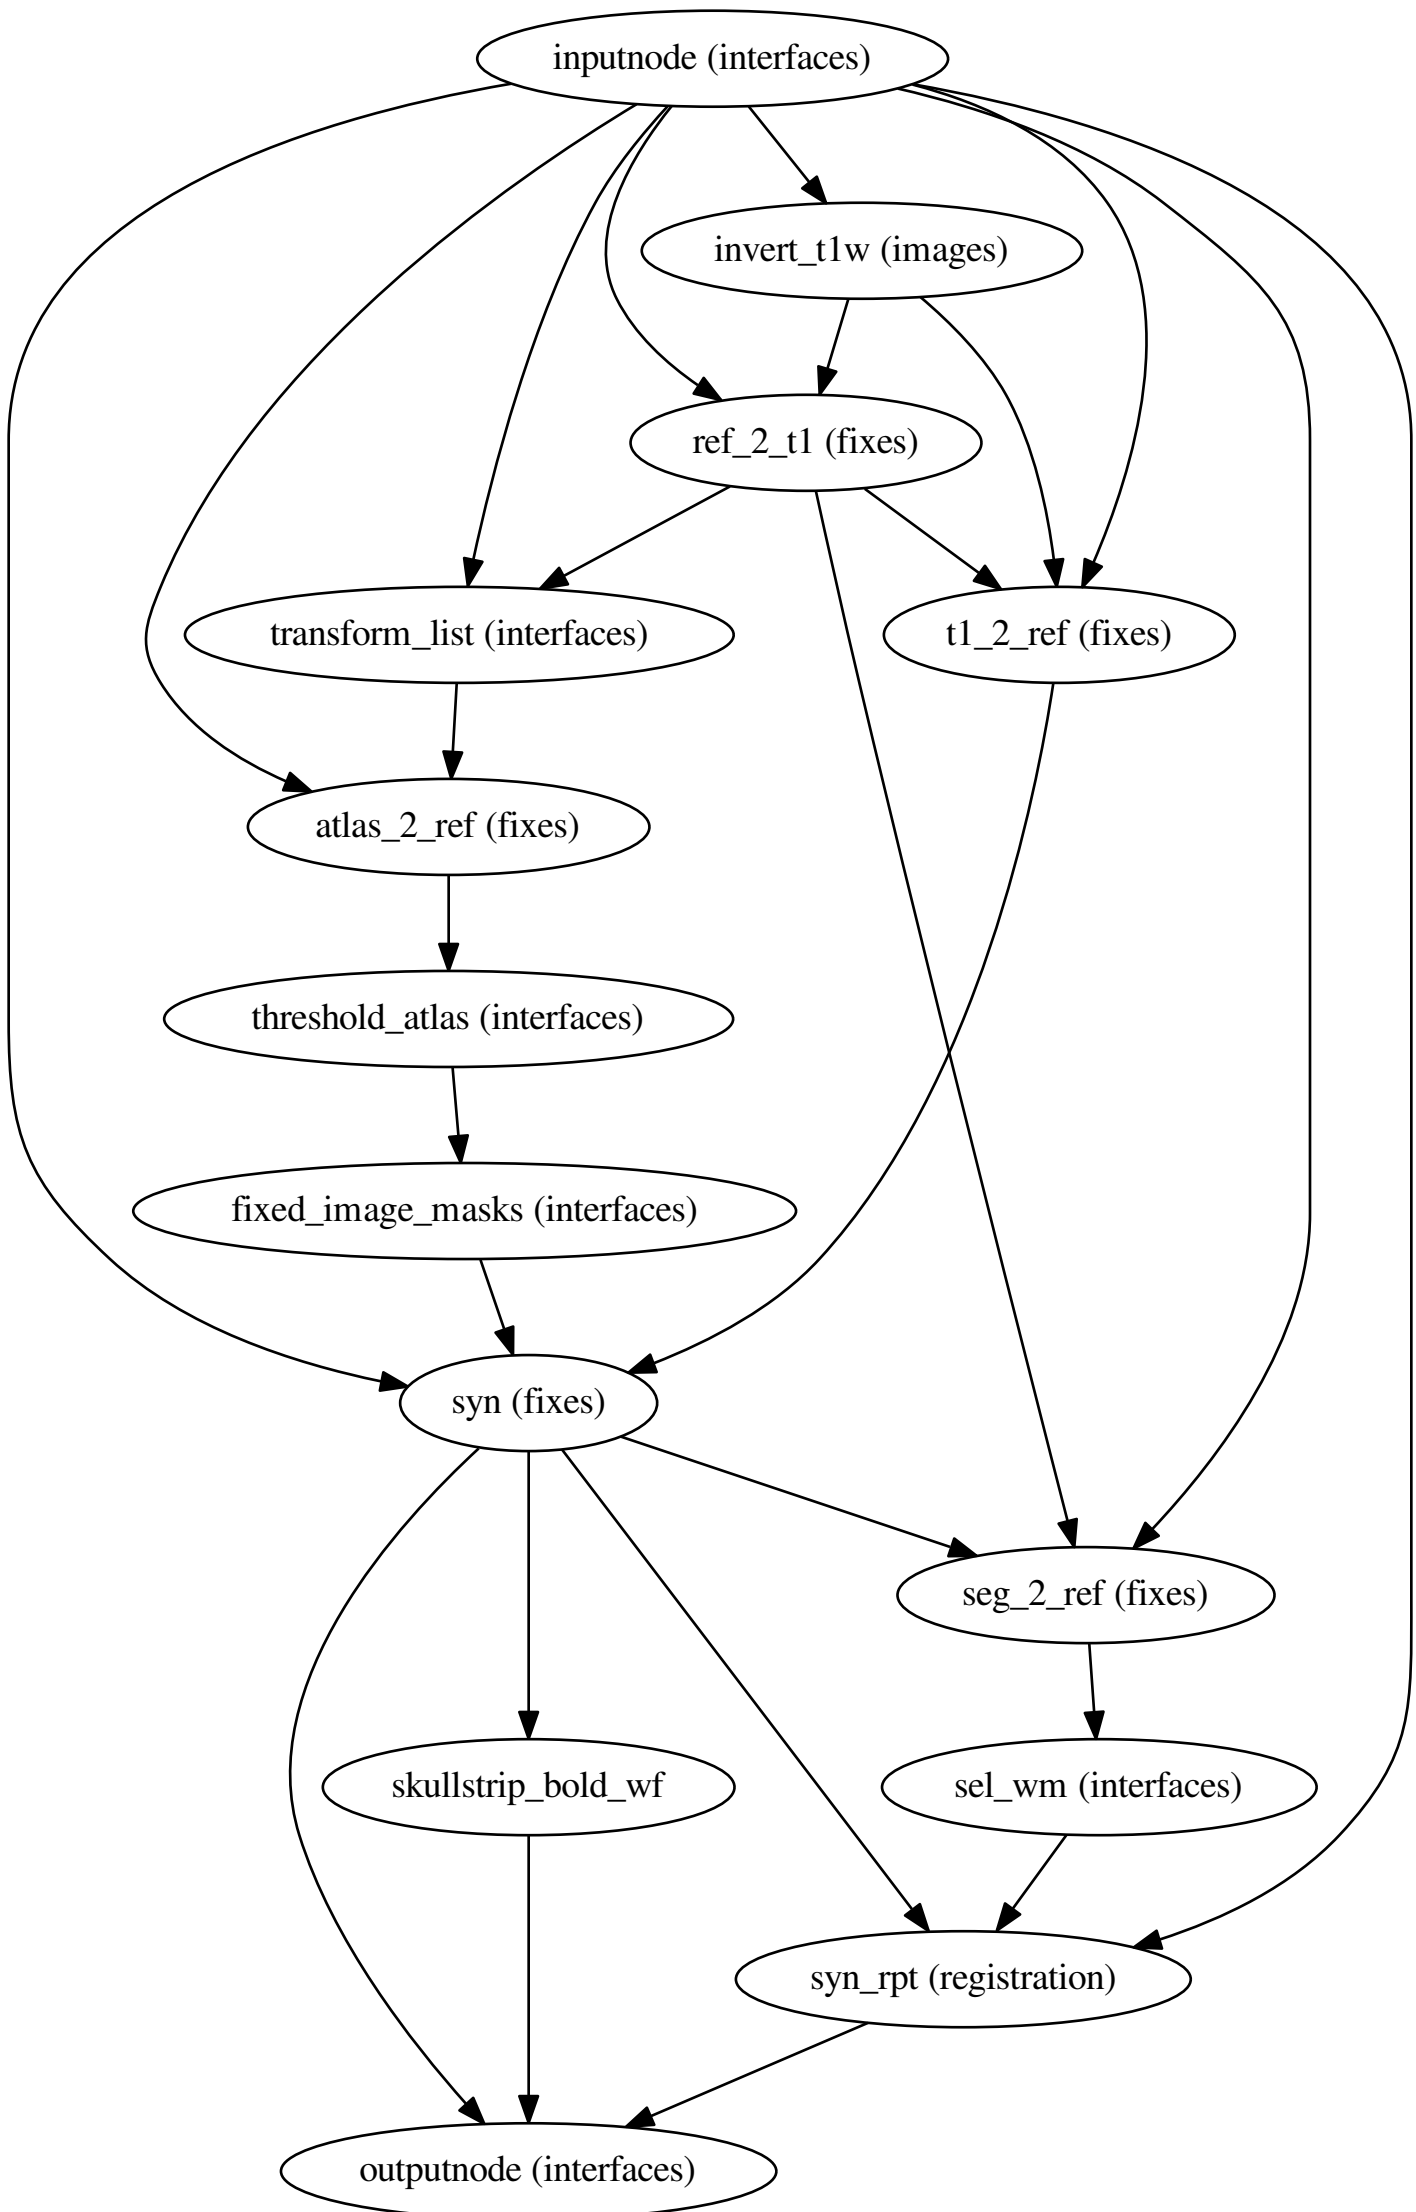 inputnode (interfaces)
invert_t1w (images)
ref_2_t1 (fixes)
transform_list (interfaces)
t1_2_ref (fixes)
atlas_2_ref (fixes)
threshold_atlas (interfaces)
fixed_image_masks (interfaces)
syn (fixes)
seg_2_ref (fixes)
skullstrip_bold_wf
sel_wm (interfaces)
syn_rpt (registration)
outputnode (interfaces)